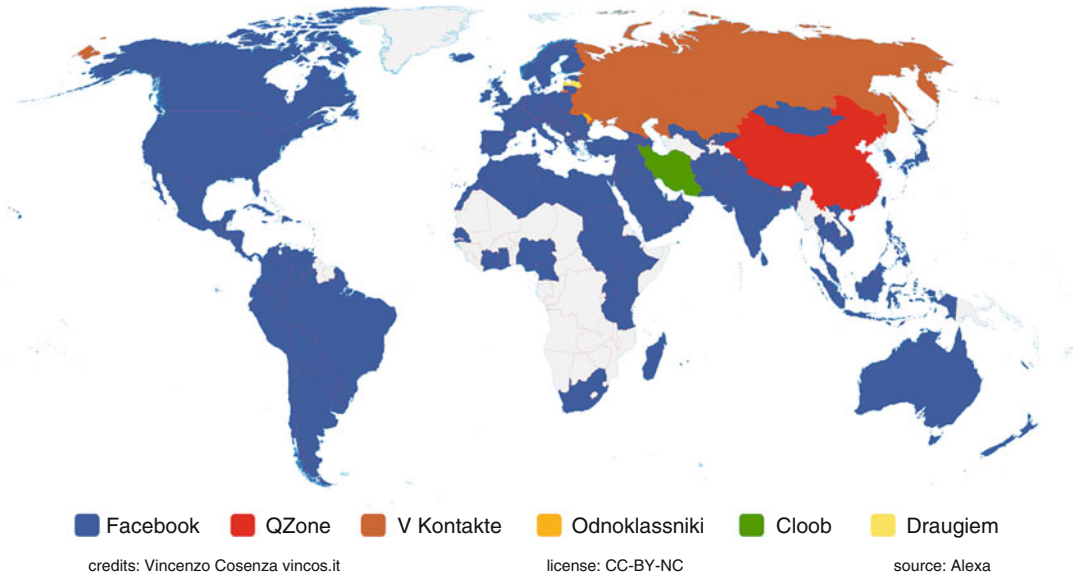 Facebook QZone V Kontakte Odnoklassniki Cloob Draugiem
credits: Vincenzo Cosenza vincos.it license: CC-BY-NC source: Alexa